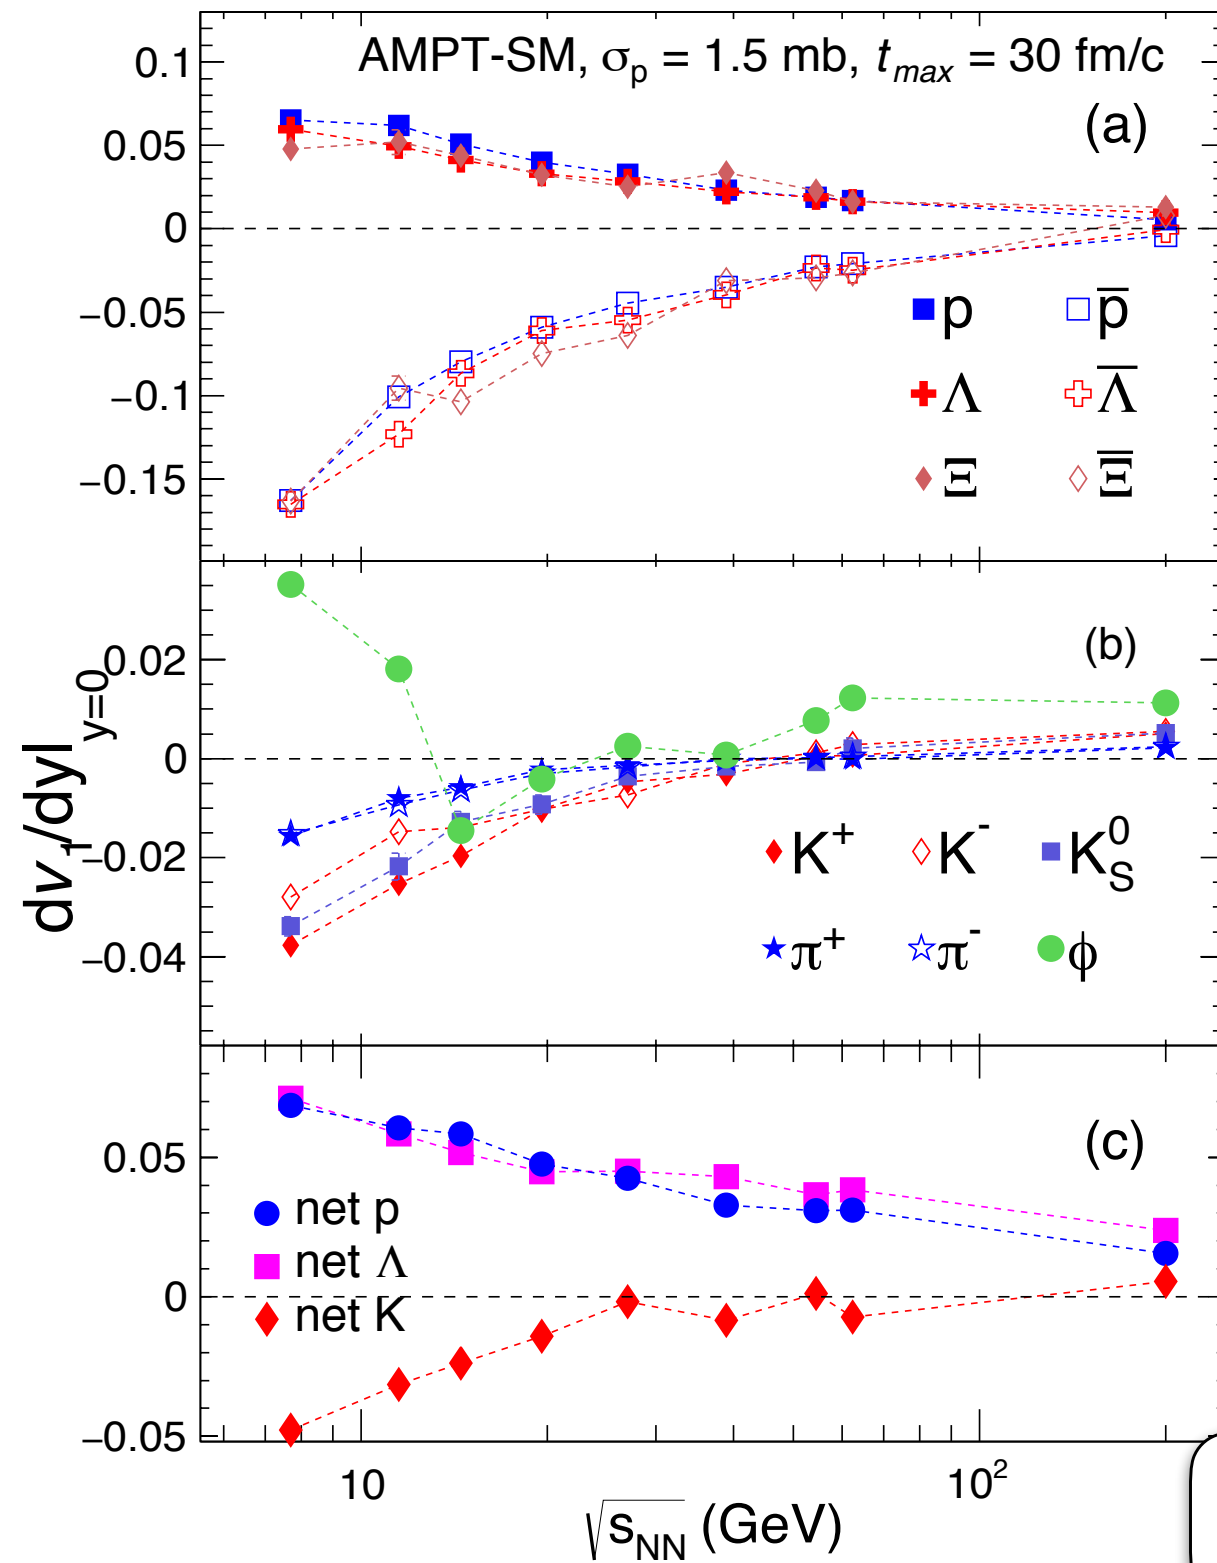 AMPT-SM, σp = 1.5 mb, tmax = 30 fm/c
(a)
0.1
0.05
0
−0.05
−0.1
−0.15
p p̅
Λ Λ̅
Ξ Ξ̅
(b)
0.02
0
−0.02
−0.04
K⁺ K⁻ K⁰S
π⁺ π⁻ ϕ
dv₁/dy|y=0
(c)
0.05
0
−0.05
net p
net Λ
net K
10 10²
√sNN (GeV)